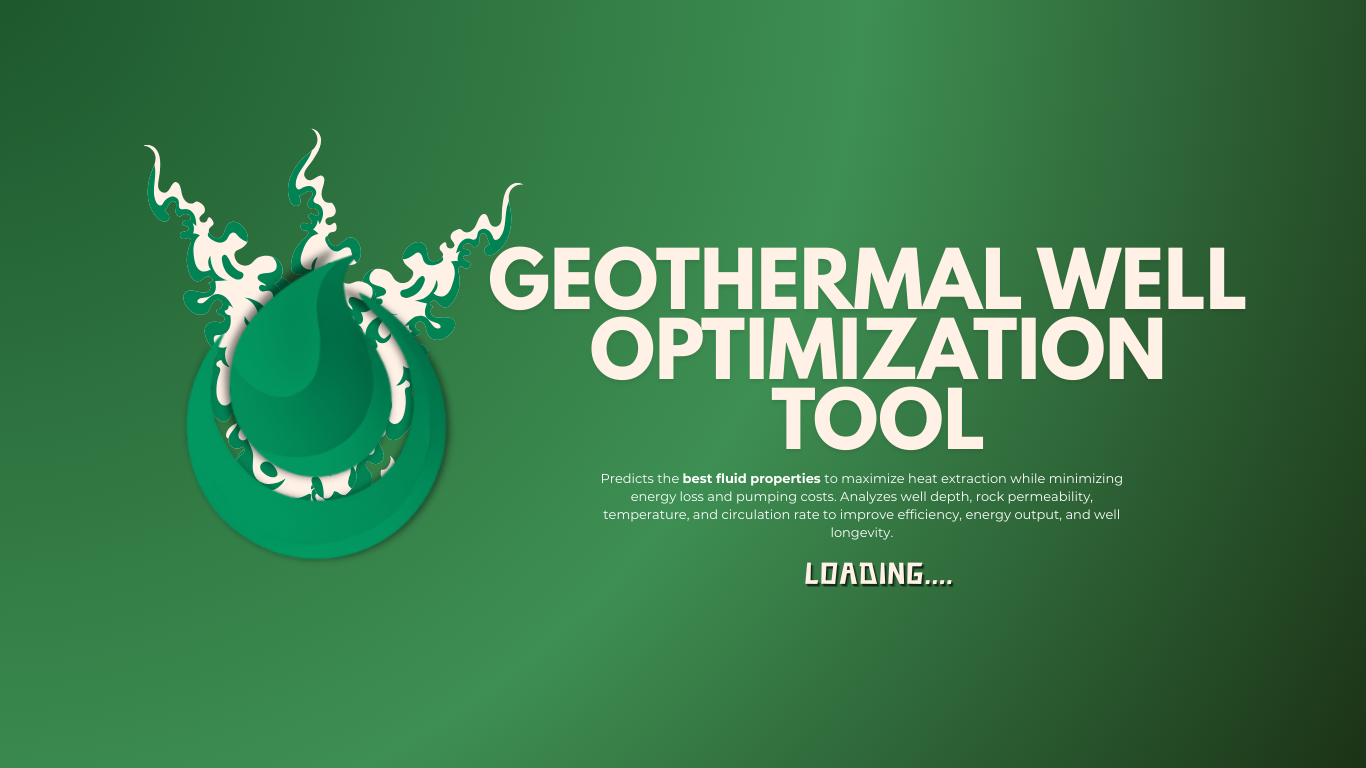 GEOTHERMAL WELL
OPTIMIZATION
TOOL
Predicts the best fluid properties to maximize heat extraction while minimizing
energy loss and pumping costs. Analyzes well depth, rock permeability,
temperature, and circulation rate to improve efficiency, energy output, and well
longevity.
LOADING....